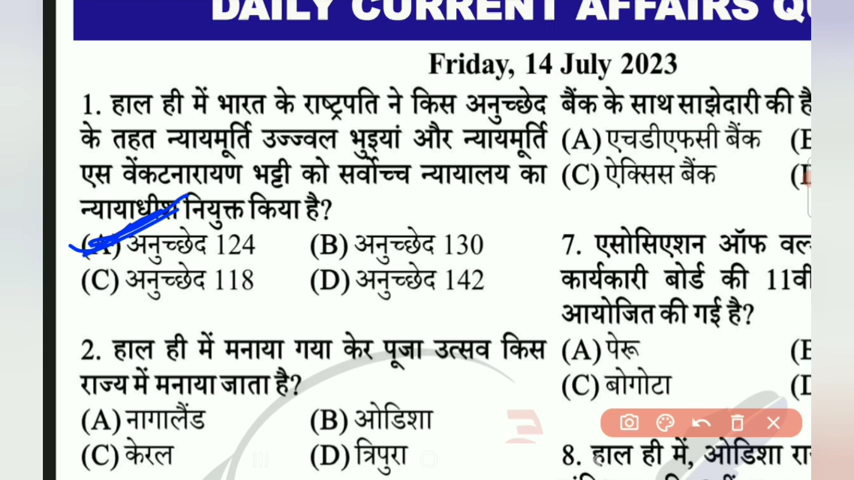 DAILY CURRENT AFFAIRS
Friday, 14 July 2023
1. हाल ही में भारत के राष्ट्रपति ने किस अनुच्छेद
के तहत न्यायमूर्ति उज्ज्वल भुइयां और न्यायमूर्ति
एस वेंकटनारायण भट्टी को सर्वोच्च न्यायालय का
न्यायाधीश नियुक्त किया है?
(A) अनुच्छेद 124 (B) अनुच्छेद 130
(C) अनुच्छेद 118 (D) अनुच्छेद 142
2. हाल ही में मनाया गया केर पूजा उत्सव किस
राज्य में मनाया जाता है?
(A) नागालैंड (B) ओडिशा
(C) केरल (D) त्रिपुरा
बैंक के साथ साझेदारी की है
(A) एचडीएफसी बैंक
(C) ऐक्सिस बैंक
7. एसोसिएशन ऑफ
कार्यकारी बोर्ड की 11वीं
आयोजित की गई है?
(A) पेरू
(C) बोगोटा
8. हाल ही में, ओडिशा